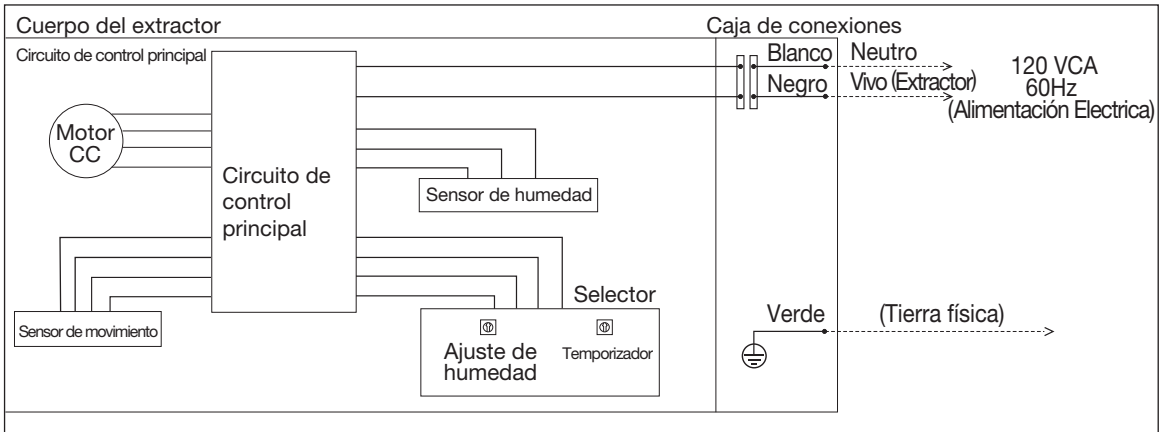 Cuerpo del extractor
Caja de conexiones
Circuito de control principal
Blanco
Neutro
Negro
Vivo (Extractor)
120 VCA
60Hz
(Alimentación Electrica)
Motor
CC
Circuito de
control
principal
Sensor de humedad
Sensor de movimiento
Selector
Ajuste de
humedad
Temporizador
Verde
(Tierra física)